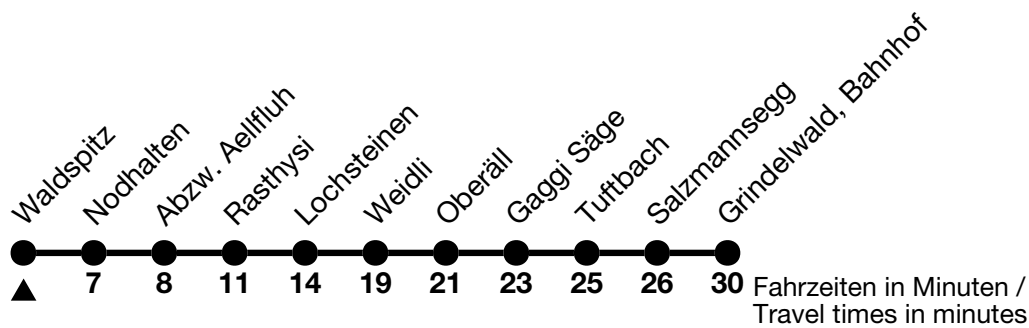 Waldspitz
Nodhalten
Abzw. Aellfluh
Rasthysi
Lochsteinen
Weidli
Oberäll
Gaggi Säge
Tuftbach
Salzmannsegg
Grindelwald, Bahnhof
7 8 11 14 19 21 23 25 26 30 Fahrzeiten in Minuten /
Travel times in minutes